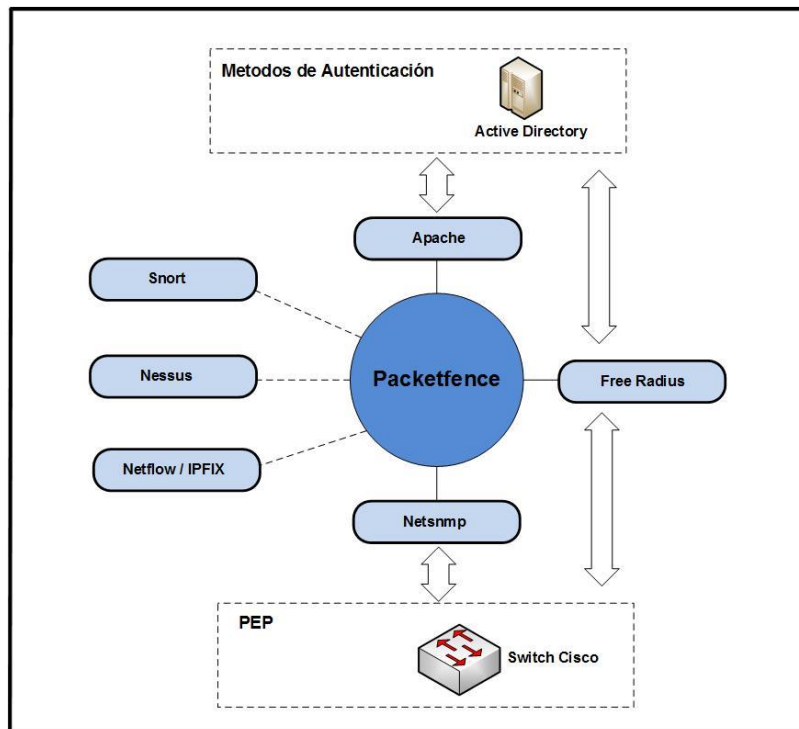 Metodos de Autenticación
Active Directory
Apache
Snort
Nessus
Packetfence
Free Radius
Netflow / IPFIX
Netsnmp
PEP
Switch Cisco